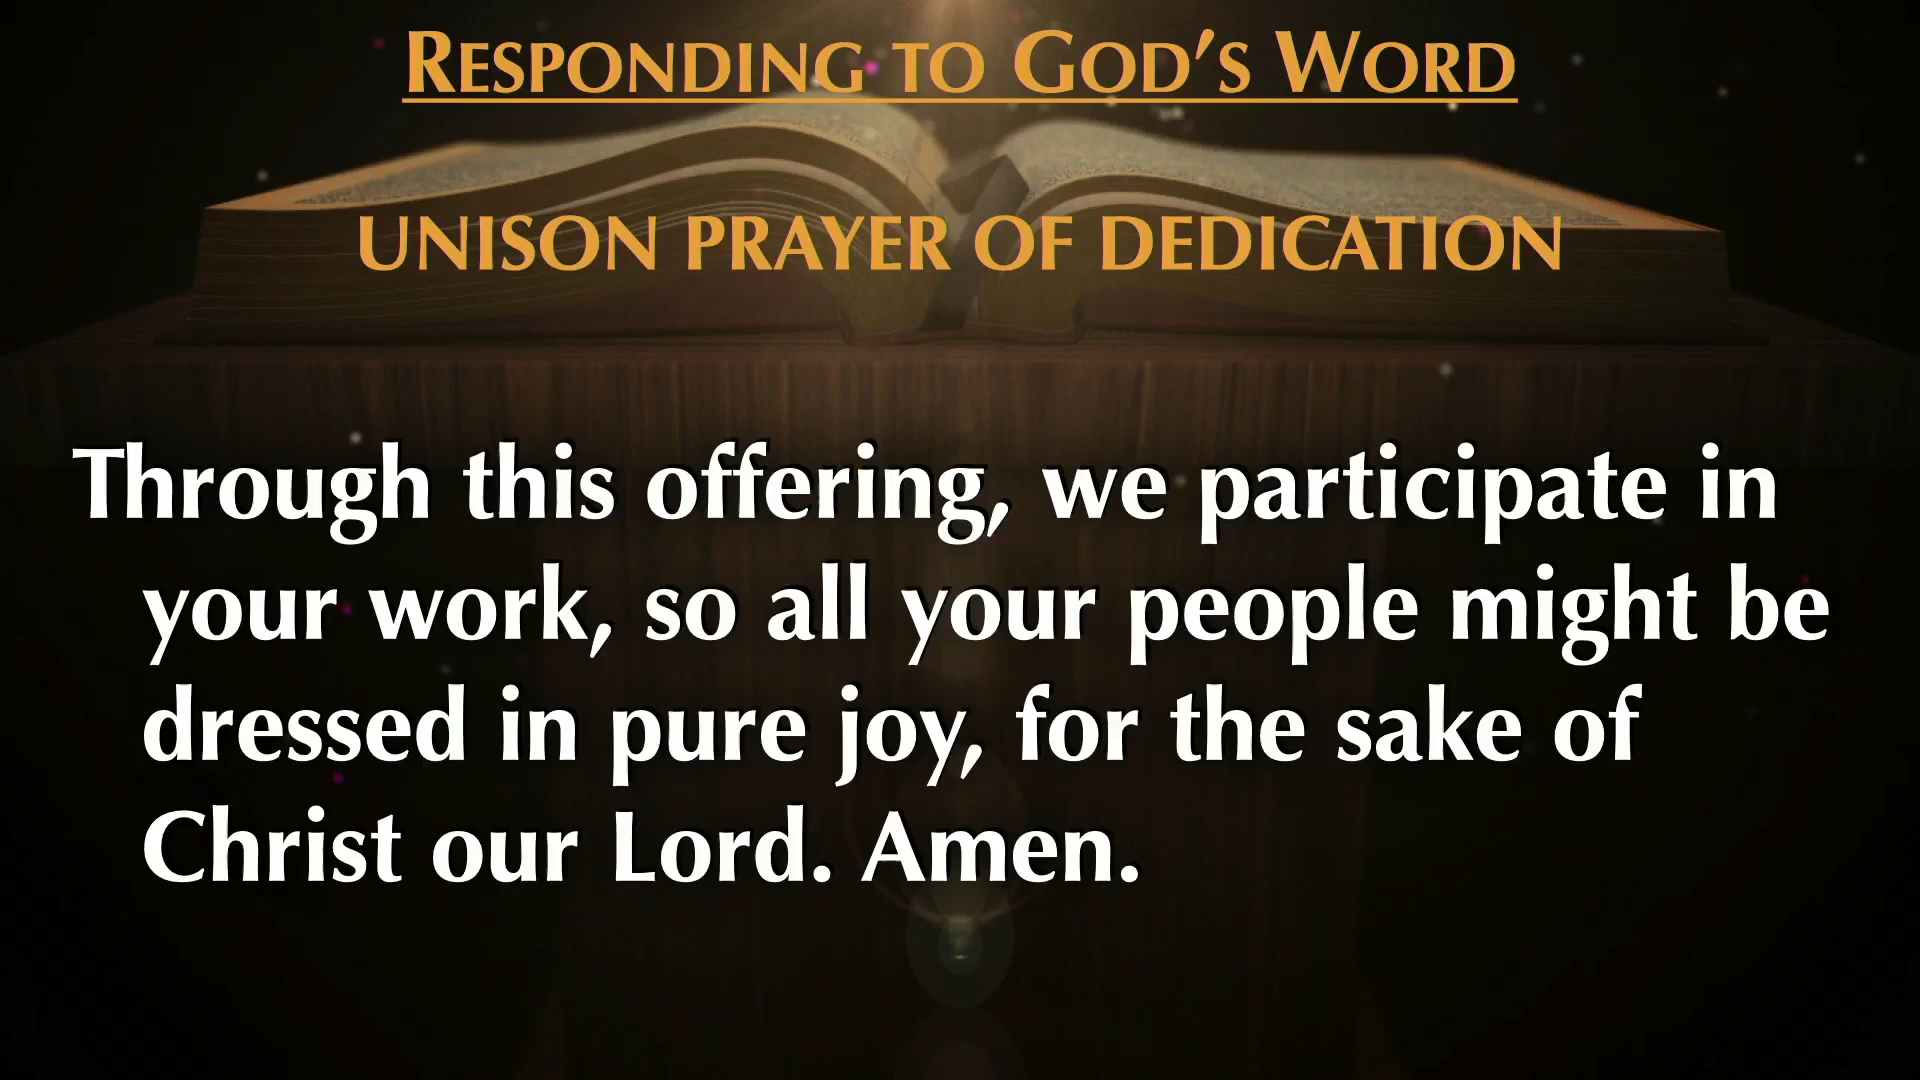 RESPONDING TO GOD'S WORD
UNISON PRAYER OF DEDICATION
Through this offering, we participate in
your work, so all your people might be
dressed in pure joy, for the sake of
Christ our Lord. Amen.